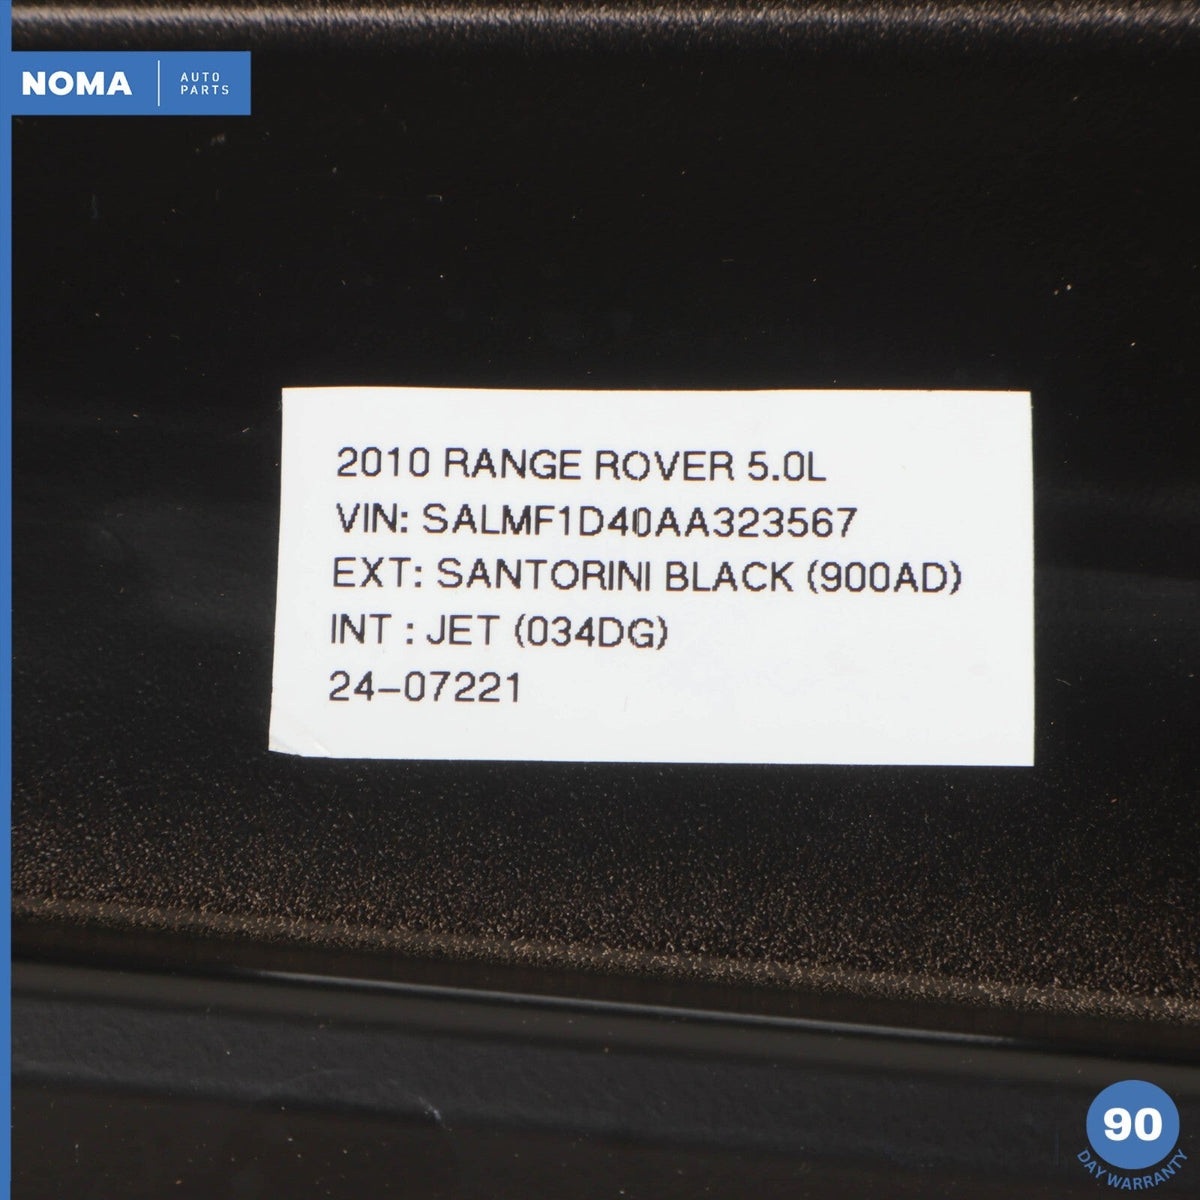 NOMA
AUTO
PARTS
2010 RANGE ROVER 5.0L
VIN: SALMF1D40AA323567
EXT: SANTORINI BLACK (900AD)
INT : JET (034DG)
24-07221
90
DAY WARRANTY